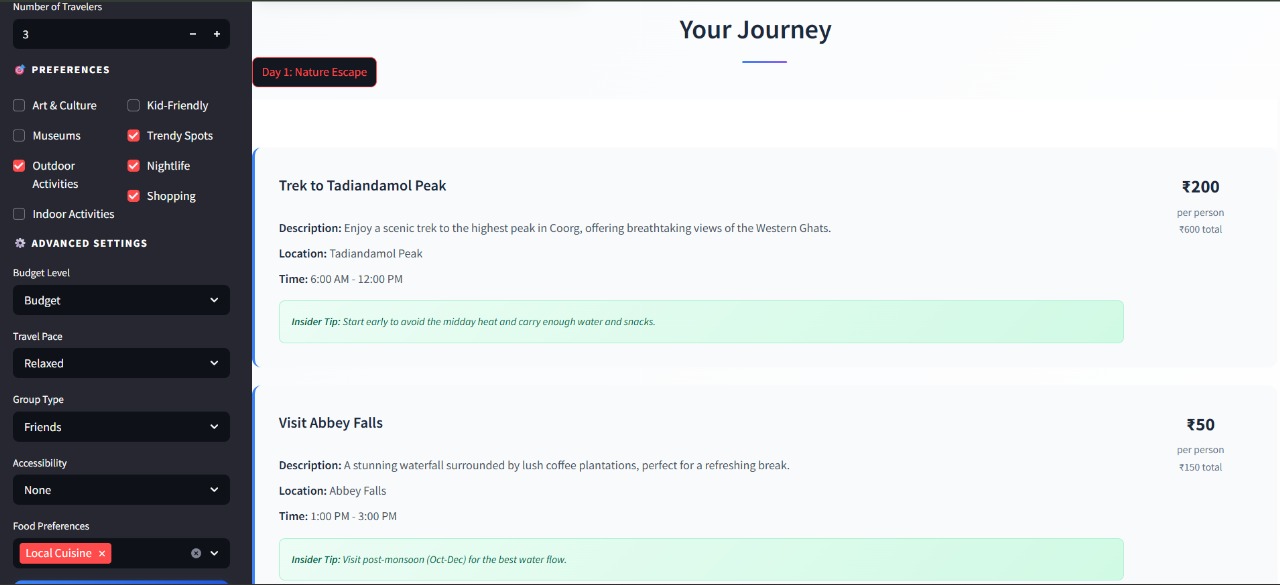 Number of Travelers
3
PREFERENCES
Art & Culture
Kid-Friendly
Museums
Trendy Spots
Outdoor
Activities
Nightlife
Shopping
Indoor Activities
ADVANCED SETTINGS
Budget Level
Budget
Travel Pace
Relaxed
Group Type
Friends
Accessibility
None
Food Preferences
Local Cuisine ×
Your Journey
Day 1: Nature Escape
Trek to Tadiandamol Peak
₹200
per person
₹600 total
Description: Enjoy a scenic trek to the highest peak in Coorg, offering breathtaking views of the Western Ghats.
Location: Tadiandamol Peak
Time: 6:00 AM - 12:00 PM
Insider Tip: Start early to avoid the midday heat and carry enough water and snacks.
Visit Abbey Falls
₹50
per person
₹150 total
Description: A stunning waterfall surrounded by lush coffee plantations, perfect for a refreshing break.
Location: Abbey Falls
Time: 1:00 PM - 3:00 PM
Insider Tip: Visit post-monsoon (Oct-Dec) for the best water flow.